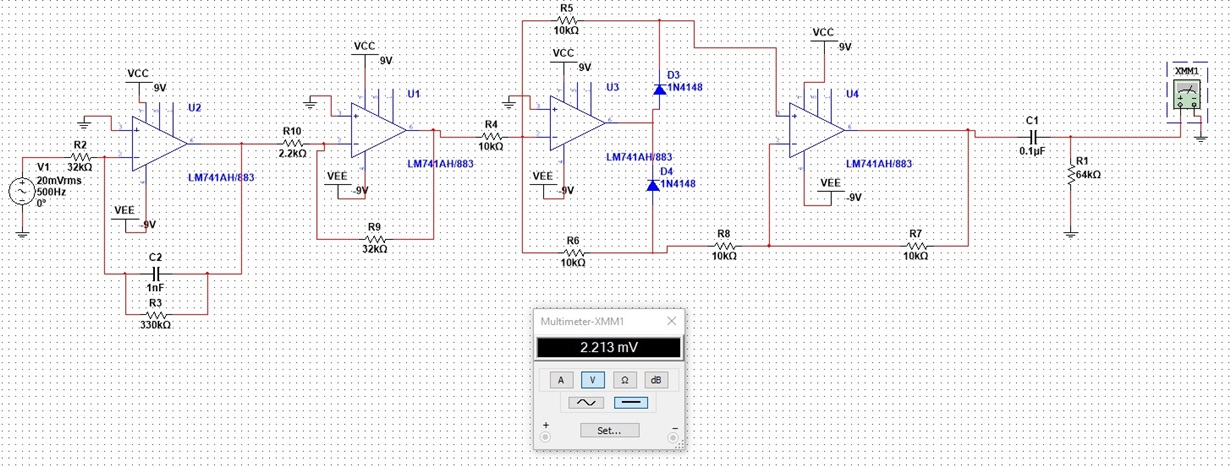 R5
10kΩ
VCC
9V
XMM1
VCC
9V
VCC
9V
D3
1N4148
VCC
9V
U3
U4
U1
U2
R4
10kΩ
R10
2.2kΩ
C1
0.1µF
R2
32kΩ
LM741AH/883
LM741AH/883
LM741AH/883
LM741AH/883
R1
64kΩ
V1
20mVrms
500Hz
0°
D4
1N4148
VEE
-9V
VEE
-9V
VEE
-9V
VEE
-9V
R9
32kΩ
R6
10kΩ
R8
10kΩ
R7
10kΩ
C2
1nF
R3
330kΩ
Multimeter-XMM1
2.213 mV
A
V
Ω
dB
Set...
+
-